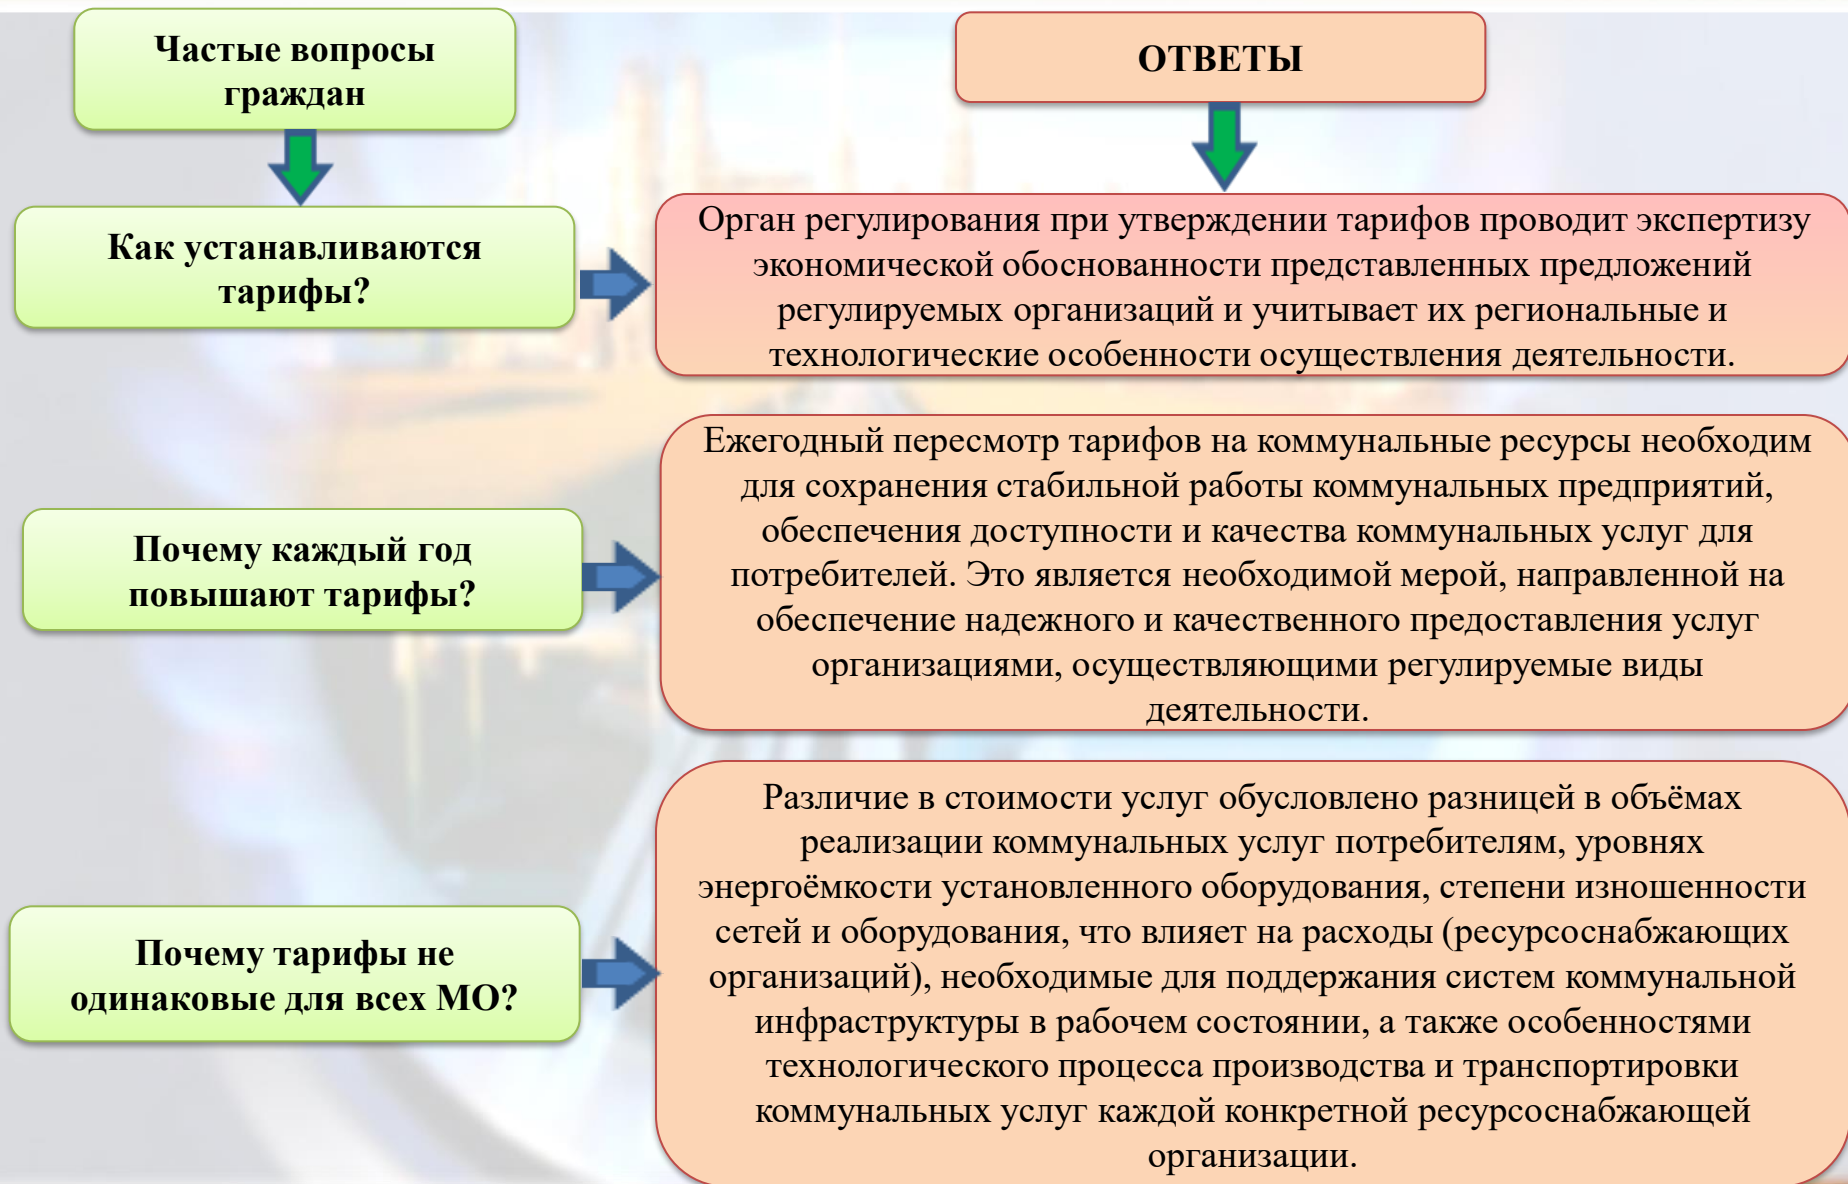 Частые вопросы
граждан
ОТВЕТЫ
Как устанавливаются
тарифы?
Орган регулирования при утверждении тарифов проводит экспертизу
экономической обоснованности представленных предложений
регулируемых организаций и учитывает их региональные и
технологические особенности осуществления деятельности.
Почему каждый год
повышают тарифы?
Ежегодный пересмотр тарифов на коммунальные ресурсы необходим
для сохранения стабильной работы коммунальных предприятий,
обеспечения доступности и качества коммунальных услуг для
потребителей. Это является необходимой мерой, направленной на
обеспечение надежного и качественного предоставления услуг
организациями, осуществляющими регулируемые виды
деятельности.
Почему тарифы не
одинаковые для всех МО?
Различие в стоимости услуг обусловлено разницей в объёмах
реализации коммунальных услуг потребителям, уровнях
энергоёмкости установленного оборудования, степени изношенности
сетей и оборудования, что влияет на расходы (ресурсоснабжающих
организаций), необходимые для поддержания систем коммунальной
инфраструктуры в рабочем состоянии, а также особенностями
технологического процесса производства и транспортировки
коммунальных услуг каждой конкретной ресурсоснабжающей
организации.